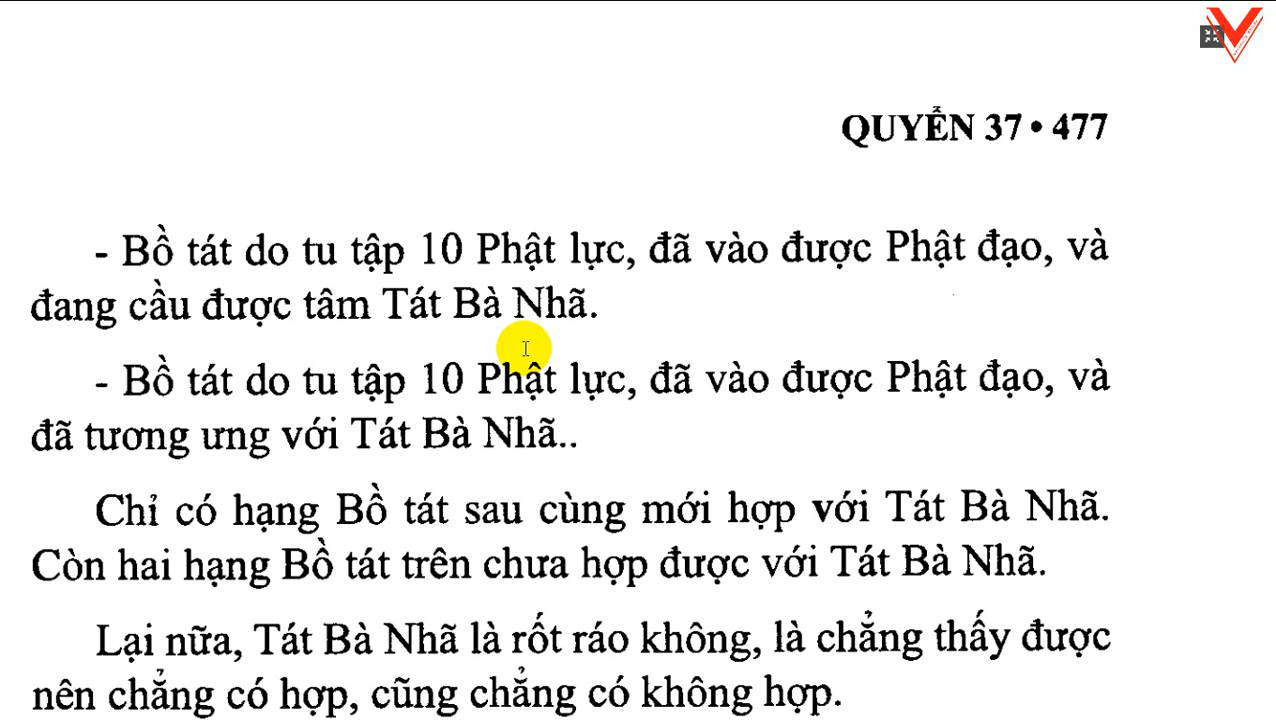 QUYỂN 37 • 477
- Bồ tát do tu tập 10 Phật lực, đã vào được Phật đạo, và
đang cầu được tâm Tát Bà Nhã.
- Bồ tát do tu tập 10 Phật lực, đã vào được Phật đạo, và
đã tương ưng với Tát Bà Nhã..
Chỉ có hạng Bồ tát sau cùng mới hợp với Tát Bà Nhã.
Còn hai hạng Bồ tát trên chưa hợp được với Tát Bà Nhã.
Lại nữa, Tát Bà Nhã là rốt ráo không, là chẳng thấy được
nên chẳng có hợp, cũng chẳng có không hợp.